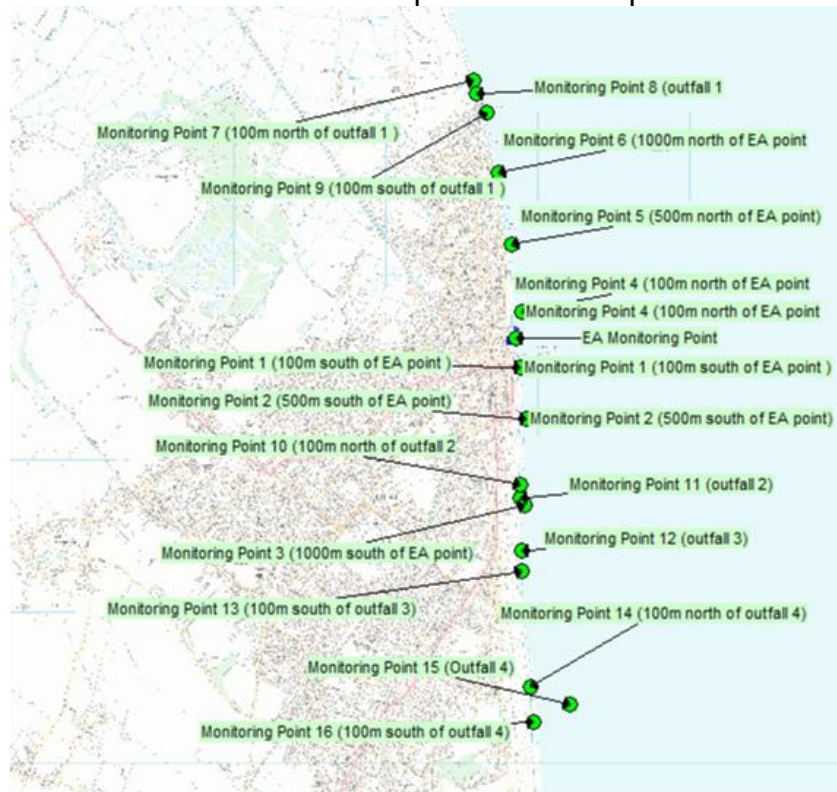 Monitoring Point 8 (outfall 1
Monitoring Point 7 (100m north of outfall 1 )
Monitoring Point 6 (1000m north of EA point
Monitoring Point 9 (100m south of outfall 1 )
Monitoring Point 5 (500m north of EA point)
Monitoring Point 4 (100m north of EA point
Monitoring Point 4 (100m north of EA point
EA Monitoring Point
Monitoring Point 1 (100m south of EA point )
Monitoring Point 1 (100m south of EA point )
Monitoring Point 2 (500m south of EA point)
Monitoring Point 2 (500m south of EA point)
Monitoring Point 10 (100m north of outfall 2
Monitoring Point 11 (outfall 2)
Monitoring Point 12 (outfall 3)
Monitoring Point 3 (1000m south of EA point)
Monitoring Point 13 (100m south of outfall 3)
Monitoring Point 14 (100m north of outfall 4)
Monitoring Point 15 (Outfall 4)
Monitoring Point 16 (100m south of outfall 4)